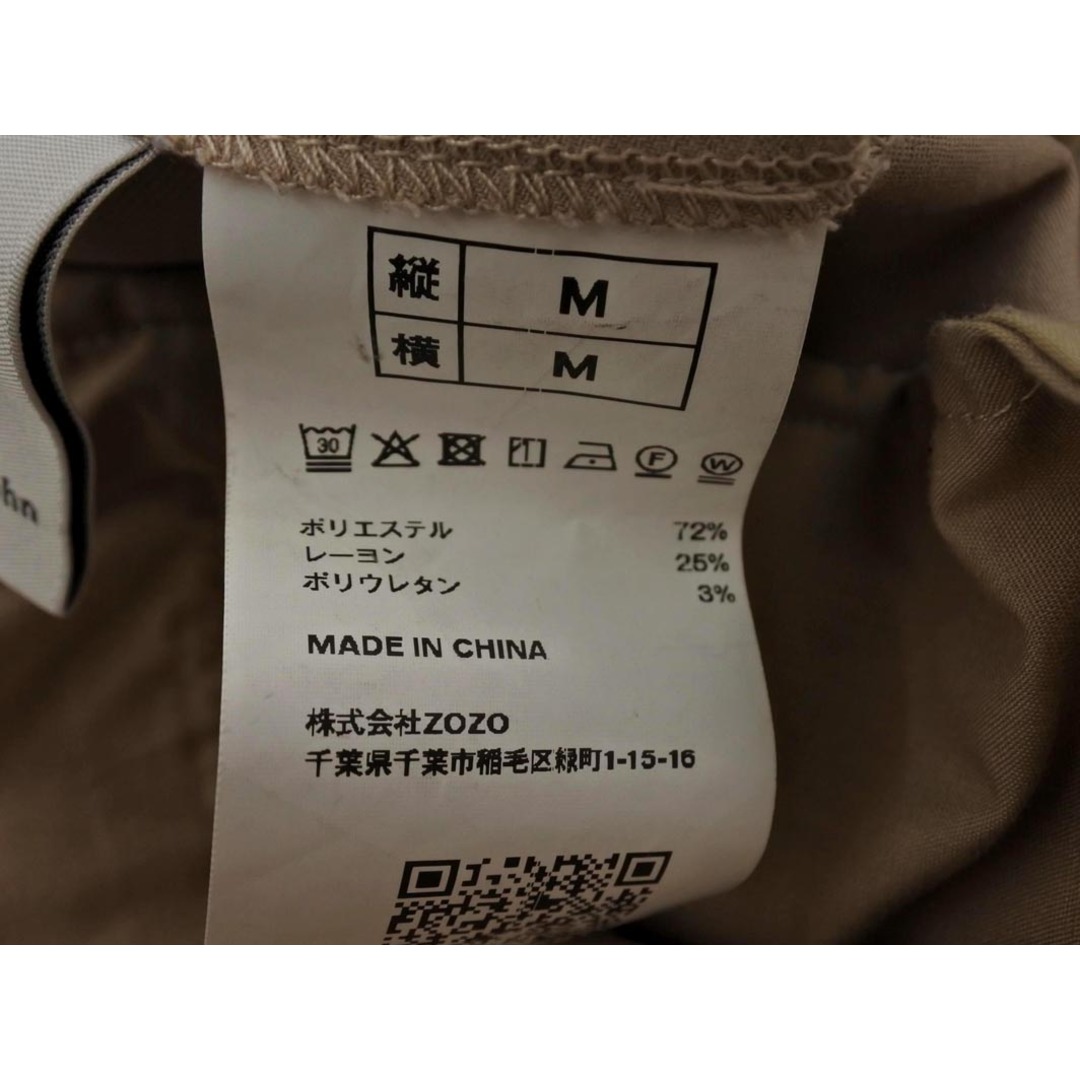 縦 M
横 M
30
F W
ポリエステル 72%
レーヨン 25%
ポリウレタン 3%
MADE IN CHINA
株式会社ZOZO
千葉県千葉市稲毛区緑町1-15-16